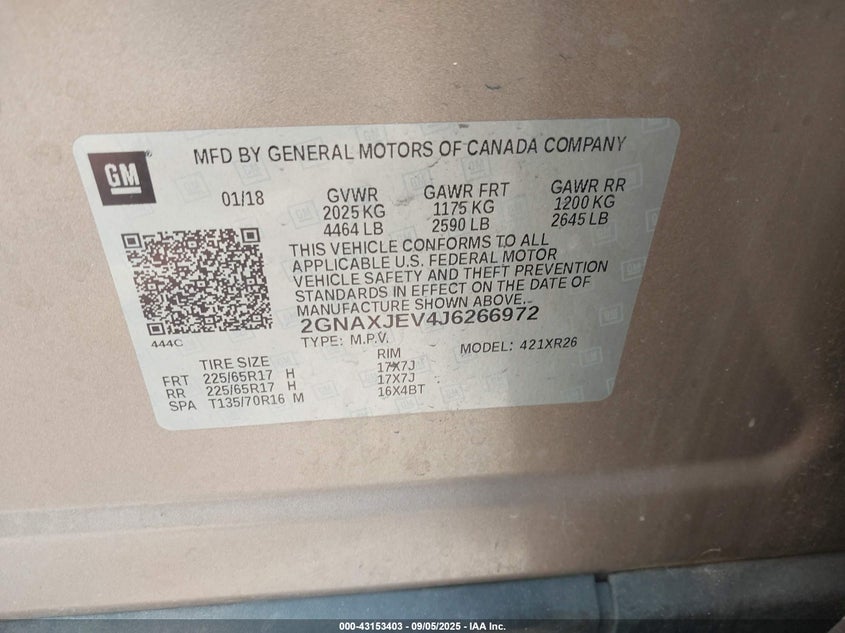 GM
MFD BY GENERAL MOTORS OF CANADA COMPANY
01/18 GVWR GAWR FRT GAWR RR
2025 KG 1175 KG 1200 KG
4464 LB 2590 LB 2645 LB
THIS VEHICLE CONFORMS TO ALL
APPLICABLE U.S. FEDERAL MOTOR
VEHICLE SAFETY AND THEFT PREVENTION
STANDARDS IN EFFECT ON THE DATE OF
MANUFACTURE SHOWN ABOVE.
2GNAXJEV4J6266972
444C
TYPE: M.P.V. MODEL: 421XR26
TIRE SIZE RIM
FRT 225/65R17 H 17X7J
RR 225/65R17 H 17X7J
SPA T135/70R16 M 16X4BT
000-43153403 - 09/05/2025 - IAA Inc.